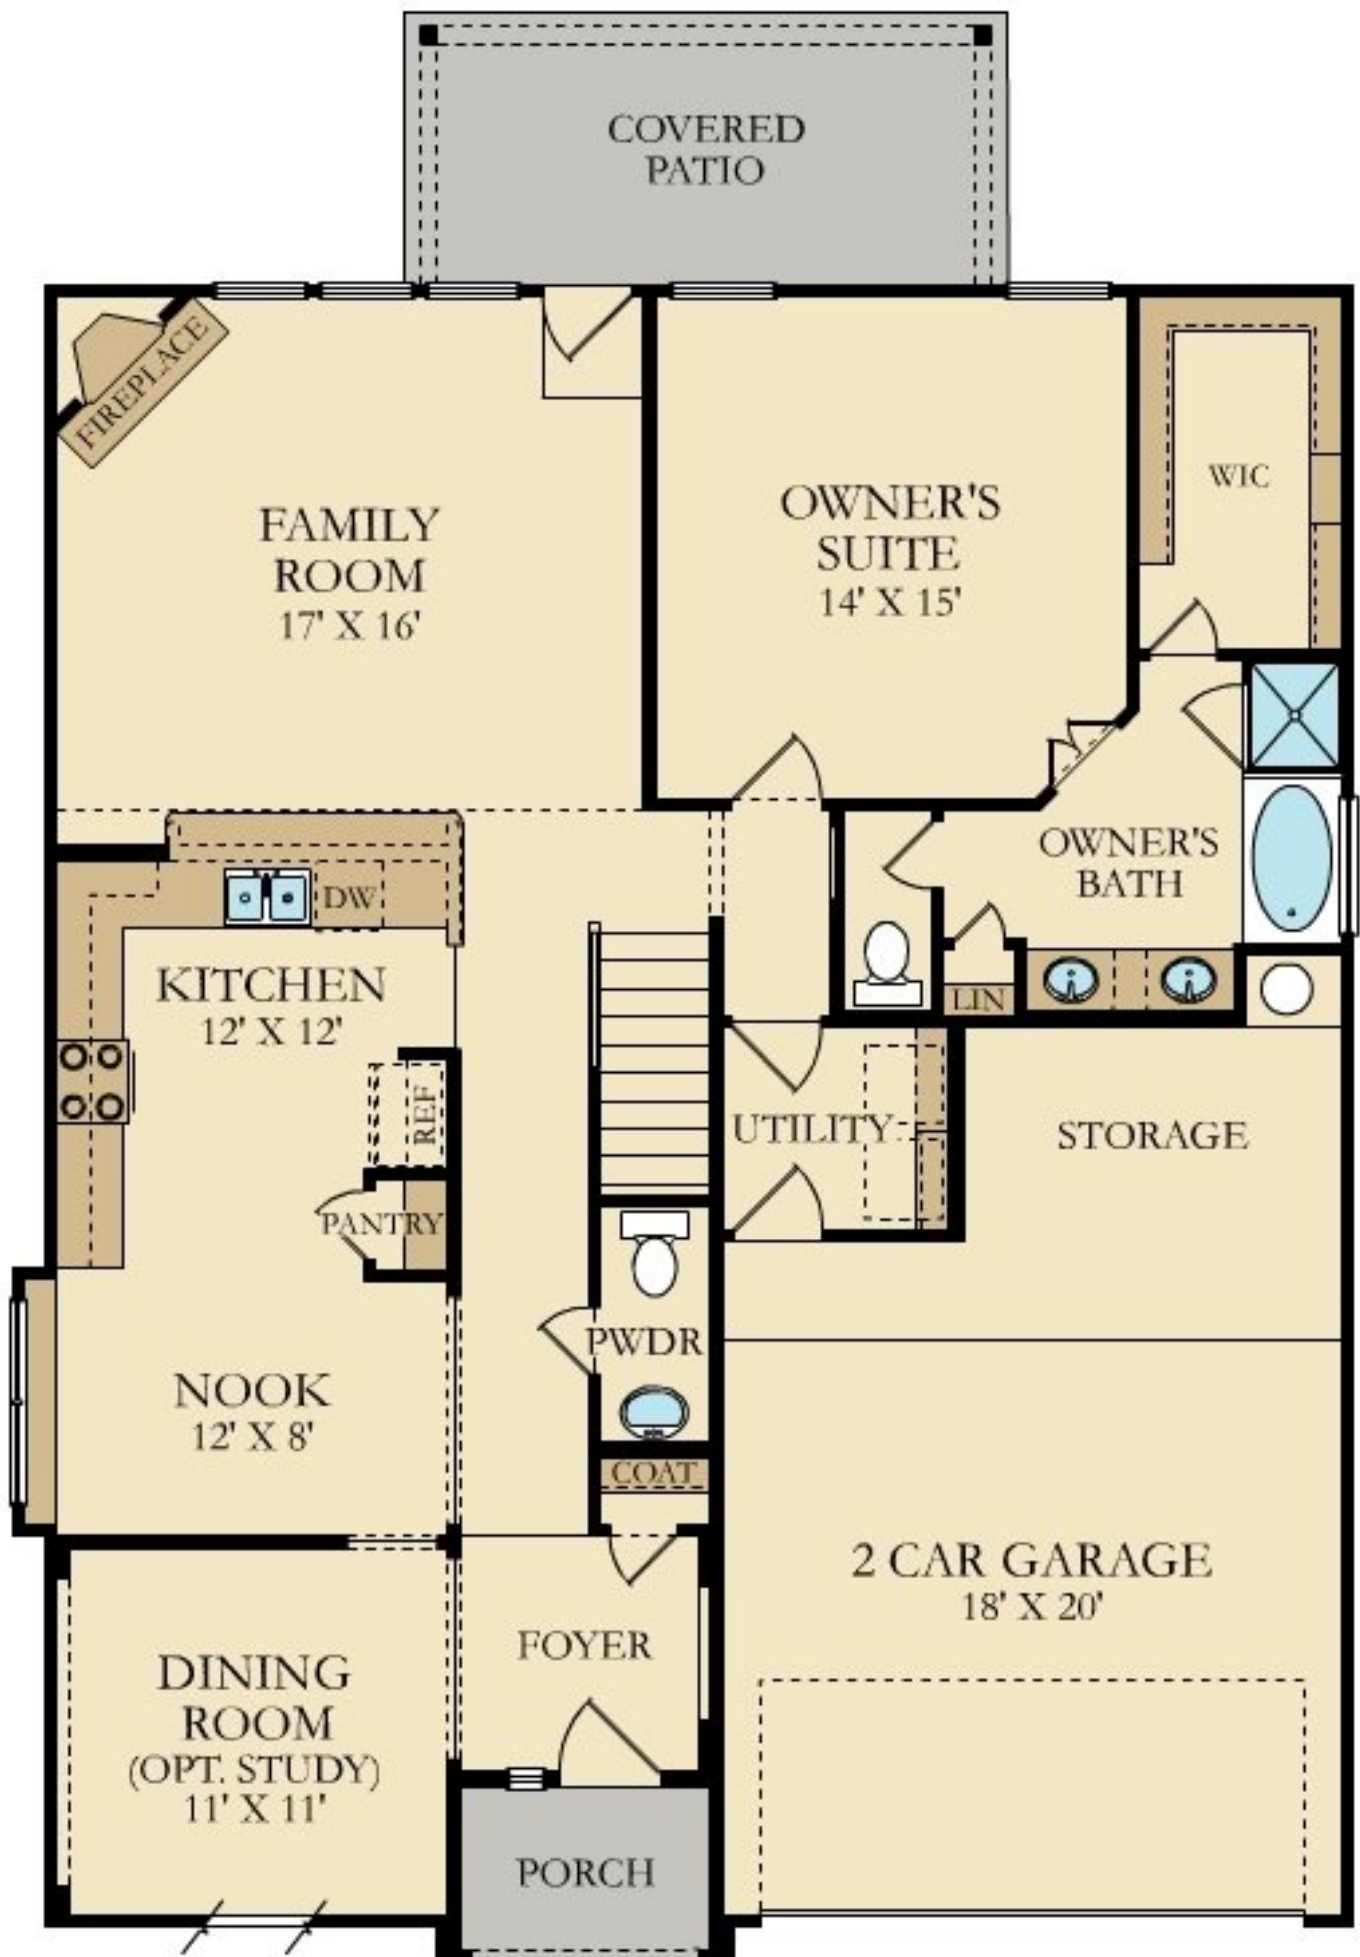 COVERED
PATIO
FIREPLACE
FAMILY
ROOM
17' X 16'
OWNER'S
SUITE
14' X 15'
WIC
OWNER'S
BATH
DW
KITCHEN
12' X 12'
LIN
REF
UTILITY
STORAGE
PANTRY
PWDR
NOOK
12' X 8'
COAT
2 CAR GARAGE
18' X 20'
FOYER
DINING
ROOM
(OPT. STUDY)
11' X 11'
PORCH